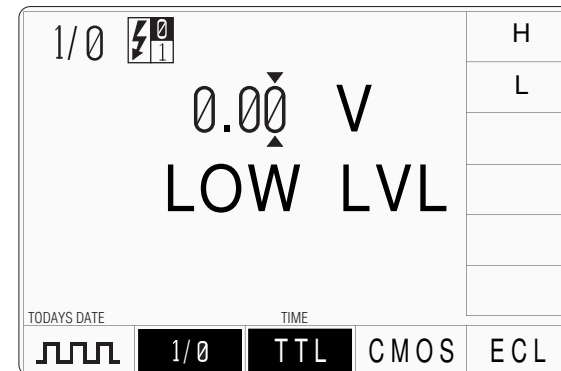 1/0 0 1
H
L
0.00 V
LOW LVL
TODAYS DATE TIME
1/0 TTL CMOS ECL